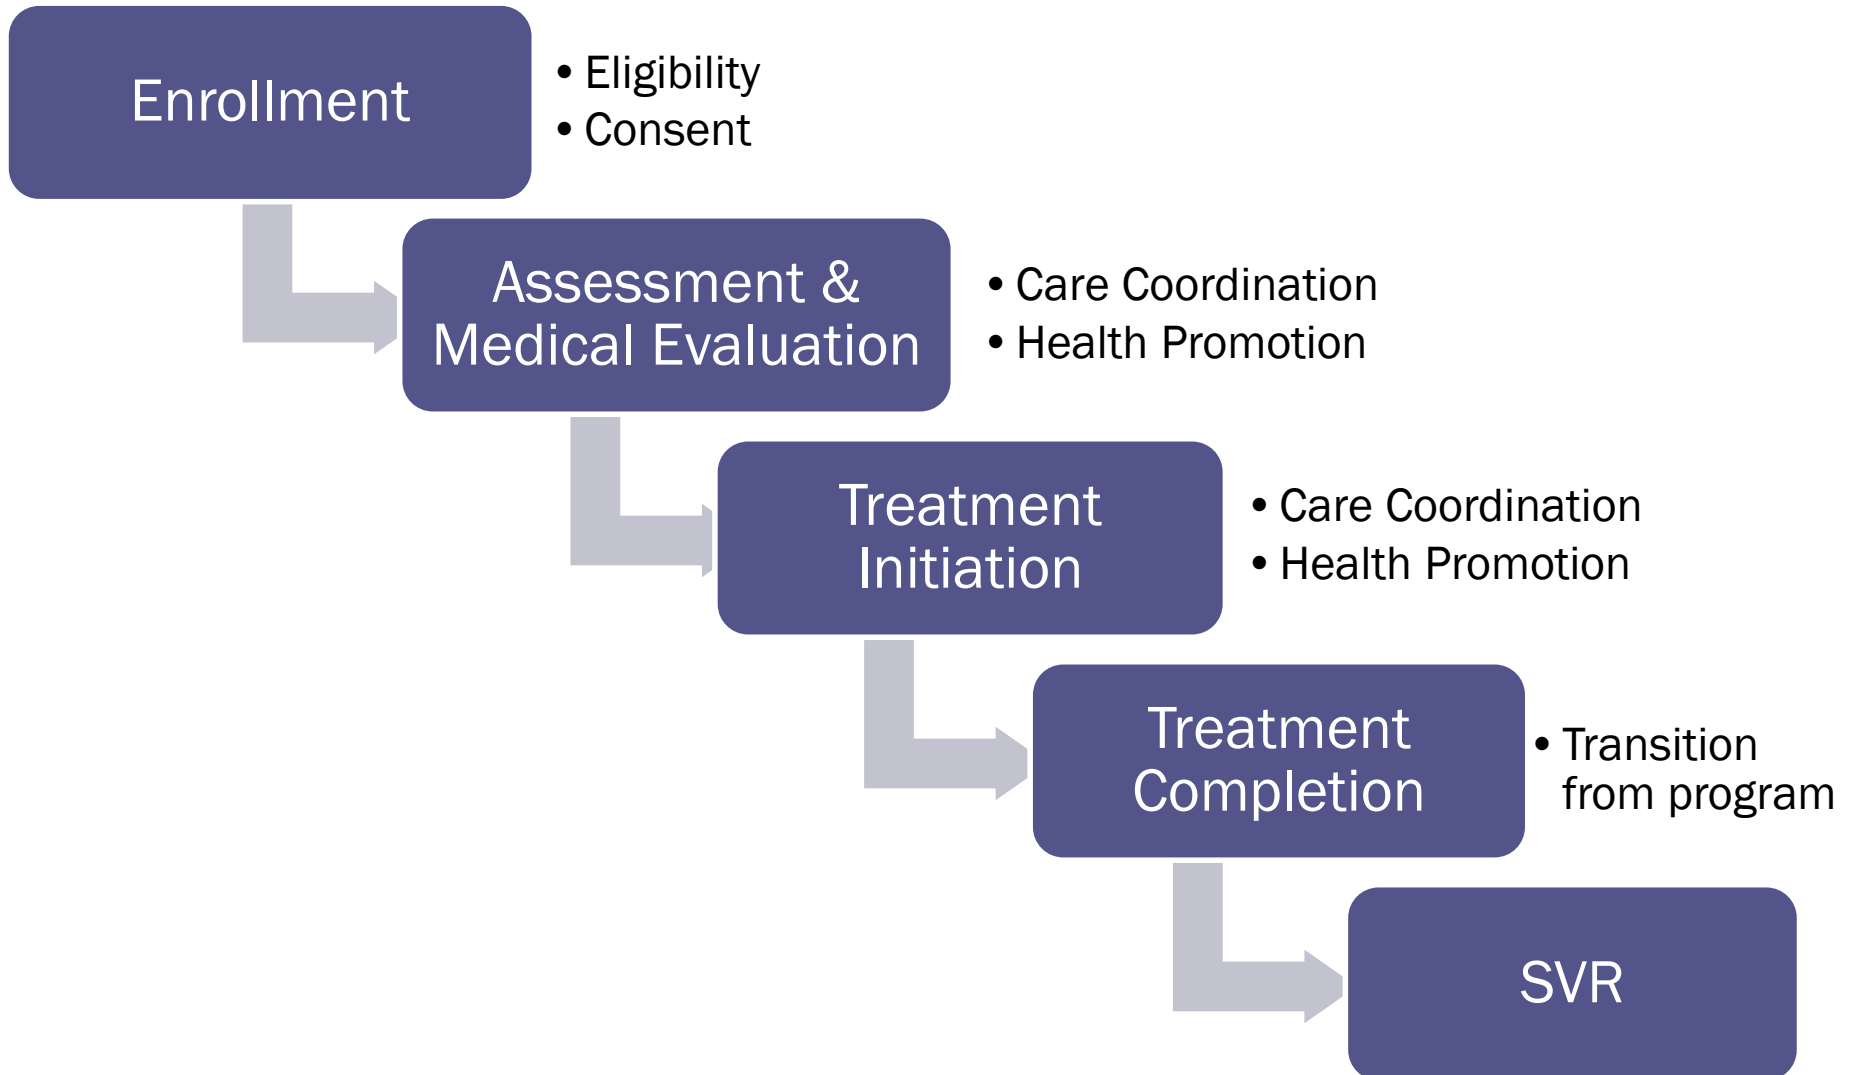 Enrollment
• Eligibility
• Consent
Assessment &
Medical Evaluation
• Care Coordination
• Health Promotion
Treatment
Initiation
• Care Coordination
• Health Promotion
Treatment
Completion
• Transition
from program
SVR